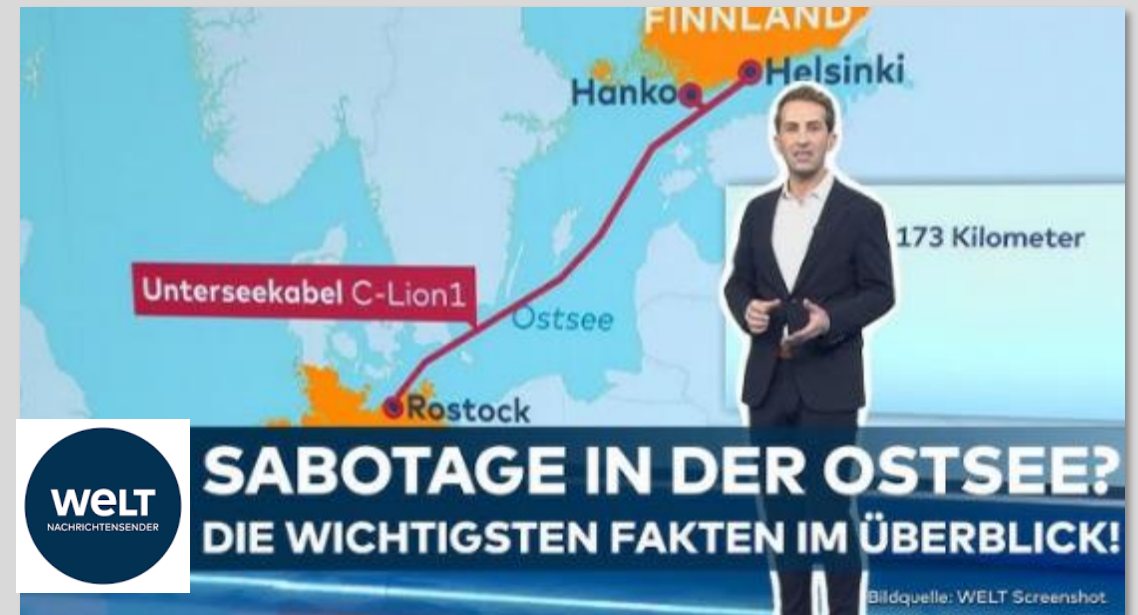 FINNLAND
Helsinki
Hanko
173 Kilometer
Unterseekabel C-Lion1
Ostsee
Rostock
WELT
NACHRICHTENSENDER
SABOTAGE IN DER OSTSEE?
DIE WICHTIGSTEN FAKTEN IM ÜBERBLICK!
Bildquelle: WELT Screenshot